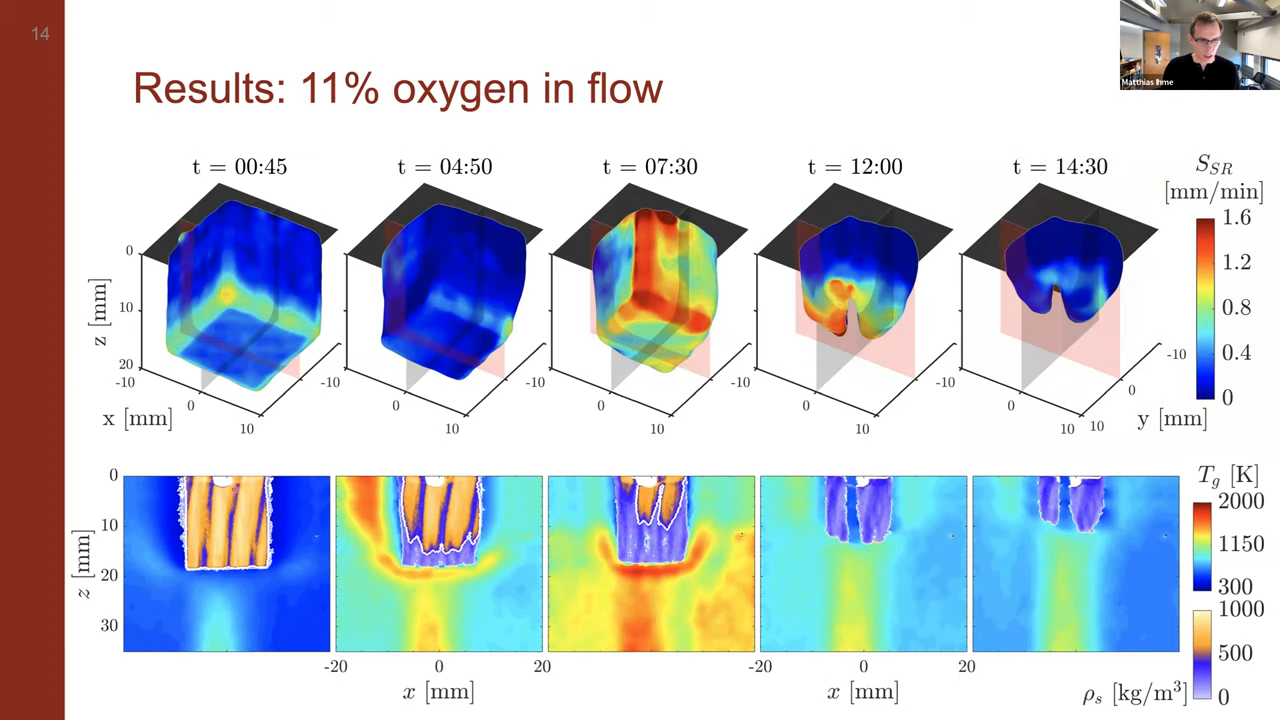 14
Matthias Ihme
Results: 11% oxygen in flow
t = 00:45
t = 04:50
t = 07:30
t = 12:00
t = 14:30
S_SR
[mm/min]
1.6
1.2
0.8
0.4
0
z [mm]
0
10
20
-10
0
10
x [mm]
-10
0
10
-10
0
10
-10
0
10
-10
0
10
-10
0
10
y [mm]
T_g [K]
2000
1150
300
1000
500
0
ρ_s [kg/m³]
z [mm]
0
10
20
30
-20
0
20
x [mm]
-20
0
20
x [mm]